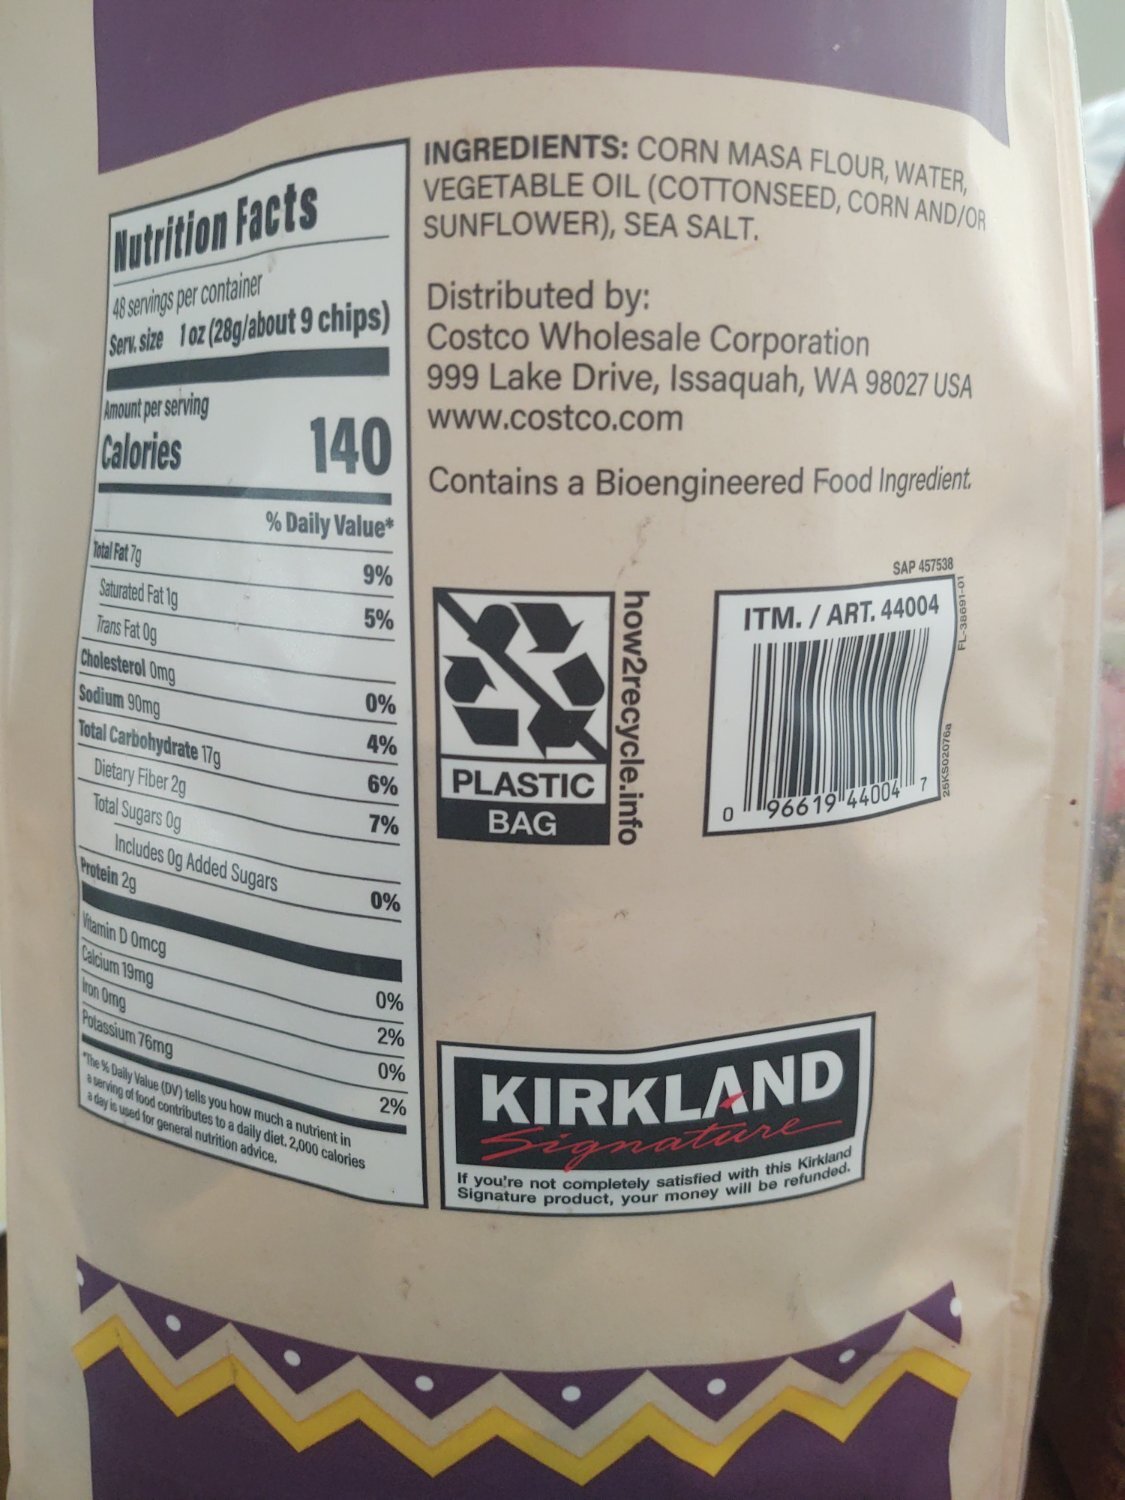 Nutrition Facts
48 servings per container
Serv. size 1 oz (28g/about 9 chips)
Amount per serving
Calories 140
% Daily Value*
Total Fat 7g 9%
Saturated Fat 1g 5%
Trans Fat 0g
Cholesterol 0mg 0%
Sodium 90mg 4%
Total Carbohydrate 17g 6%
Dietary Fiber 2g 7%
Total Sugars 0g
Includes 0g Added Sugars 0%
Protein 2g
Vitamin D 0mcg 0%
Calcium 19mg 2%
Iron 0mg 0%
Potassium 76mg 2%
*The % Daily Value (DV) tells you how much a nutrient in
a serving of food contributes to a daily diet. 2,000 calories
a day is used for general nutrition advice.
INGREDIENTS: CORN MASA FLOUR, WATER,
VEGETABLE OIL (COTTONSEED, CORN AND/OR
SUNFLOWER), SEA SALT.
Distributed by:
Costco Wholesale Corporation
999 Lake Drive, Issaquah, WA 98027 USA
www.costco.com
Contains a Bioengineered Food Ingredient.
PLASTIC
BAG
how2recycle.info
SAP 457538
ITM. / ART. 44004
0 96619 44004 7
FL-38691-01
25KS02076a
KIRKLAND
Signature
If you're not completely satisfied with this Kirkland
Signature product, your money will be refunded.